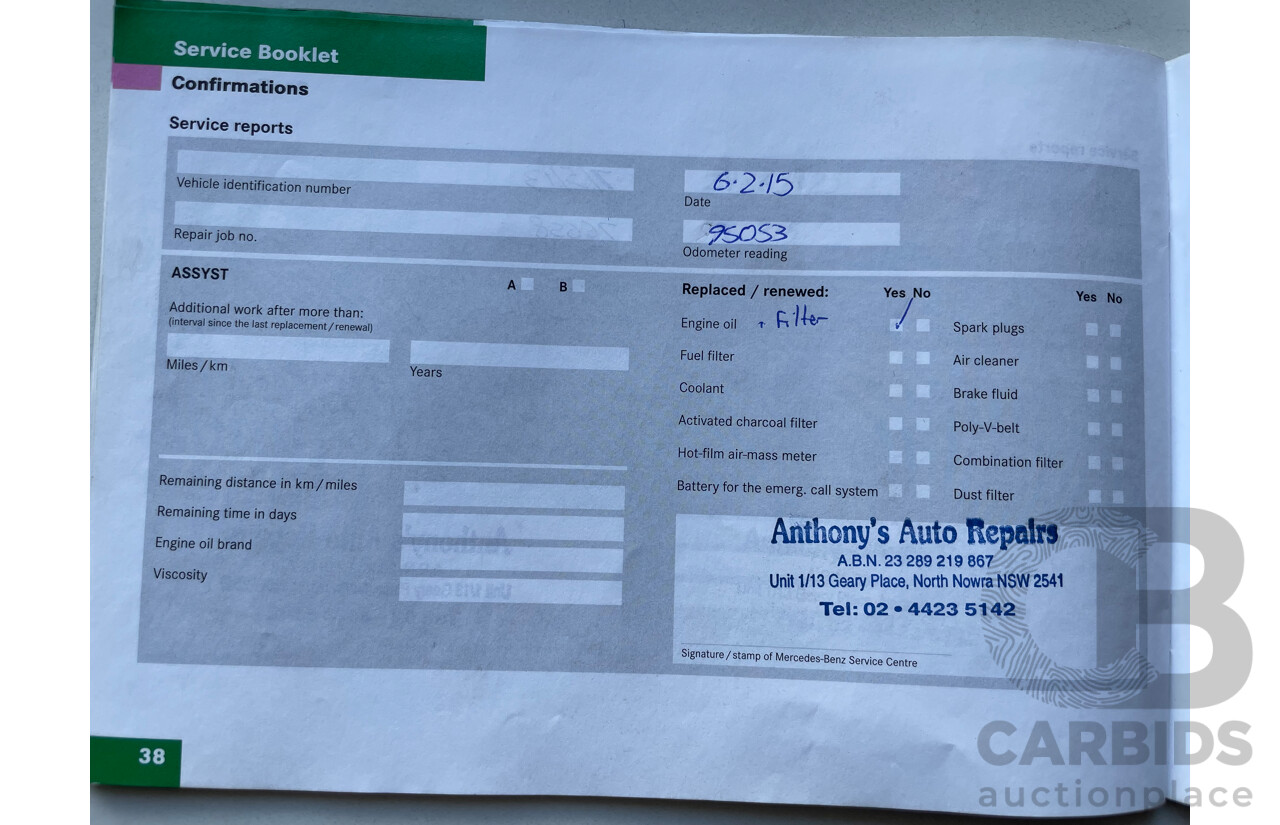 Service Booklet
Confirmations
Service reports
Vehicle identification number
Repair job no.
6.2.15
Date
95053
Odometer reading
ASSYST
A B
Additional work after more than:
(interval since the last replacement/renewal)
Miles/km
Years
Remaining distance in km/miles
Remaining time in days
Engine oil brand
Viscosity
Replaced / renewed: Yes No
Engine oil + Filter
Fuel filter
Coolant
Activated charcoal filter
Hot-film air-mass meter
Battery for the emerg. call system
Yes No
Spark plugs
Air cleaner
Brake fluid
Poly-V-belt
Combination filter
Dust filter
Anthony's Auto Repairs
A.B.N. 23 289 219 867
Unit 1/13 Geary Place, North Nowra NSW 2541
Tel: 02 • 4423 5142
Signature/stamp of Mercedes-Benz Service Centre
38
CB
CARBIDS
auctionplace